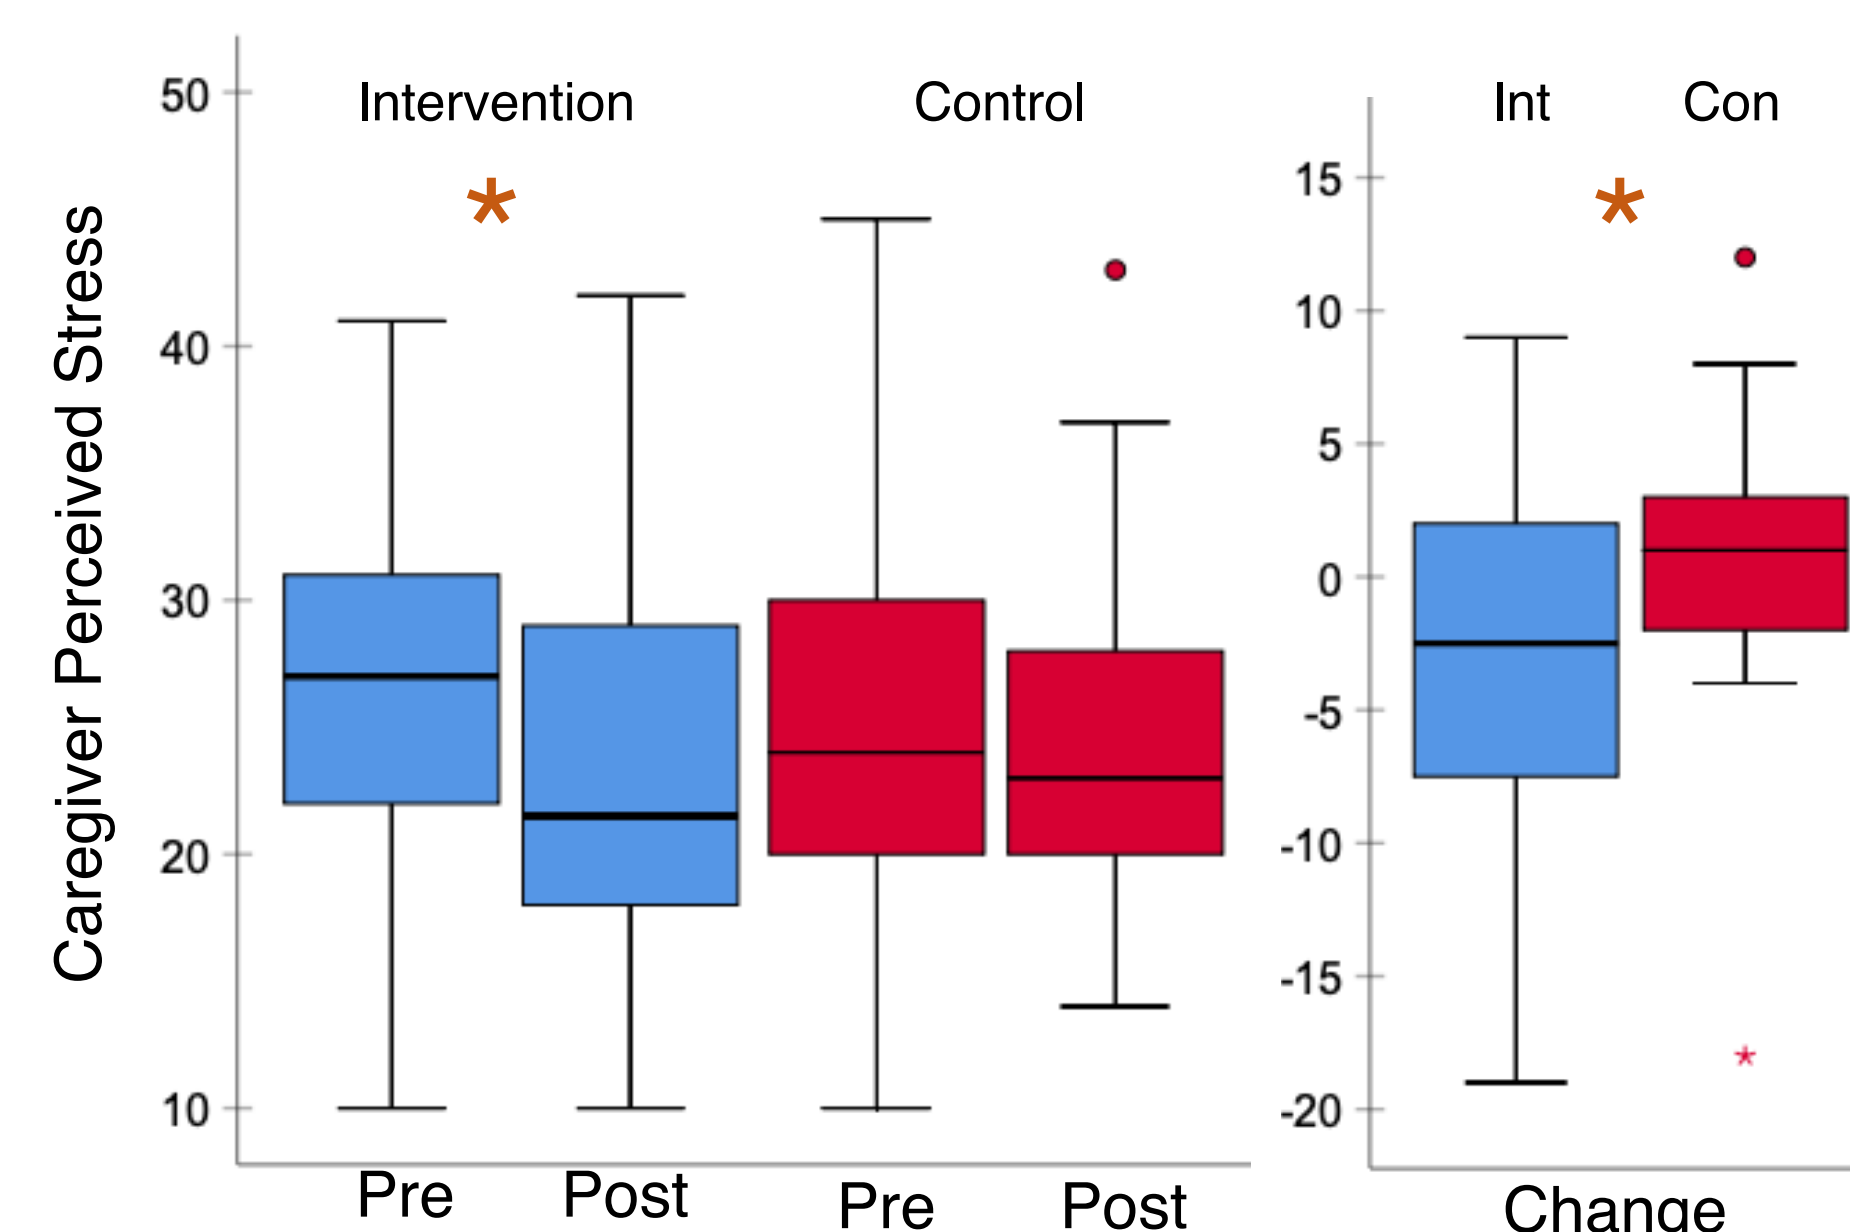 Caregiver Perceived Stress
50
40
30
20
10
Intervention
Control
*
Pre
Post
Pre
Post
15
10
5
0
-5
-10
-15
-20
Int
Con
*
*
Change